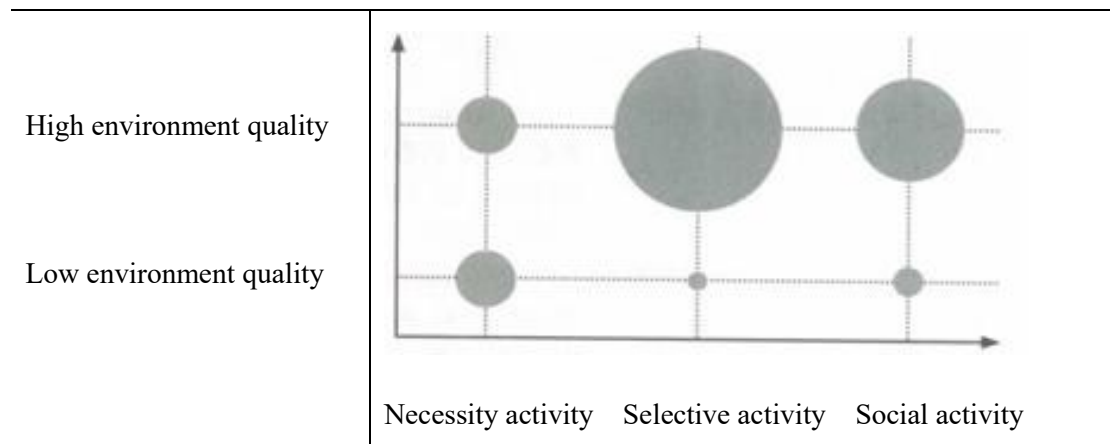 High environment quality
Low environment quality
Necessity activity Selective activity Social activity